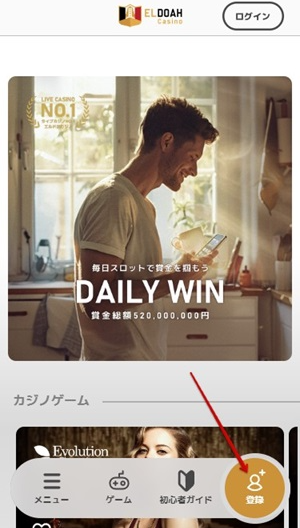 ELDOAH
Casino
ログイン
LIVE CASINO
NO.1
毎日スロットで賞金を掴もう
DAILY WIN
賞金総額520,000,000円
カジノゲーム
Evolution
メニュー
ゲーム
初心者ガイド
登録